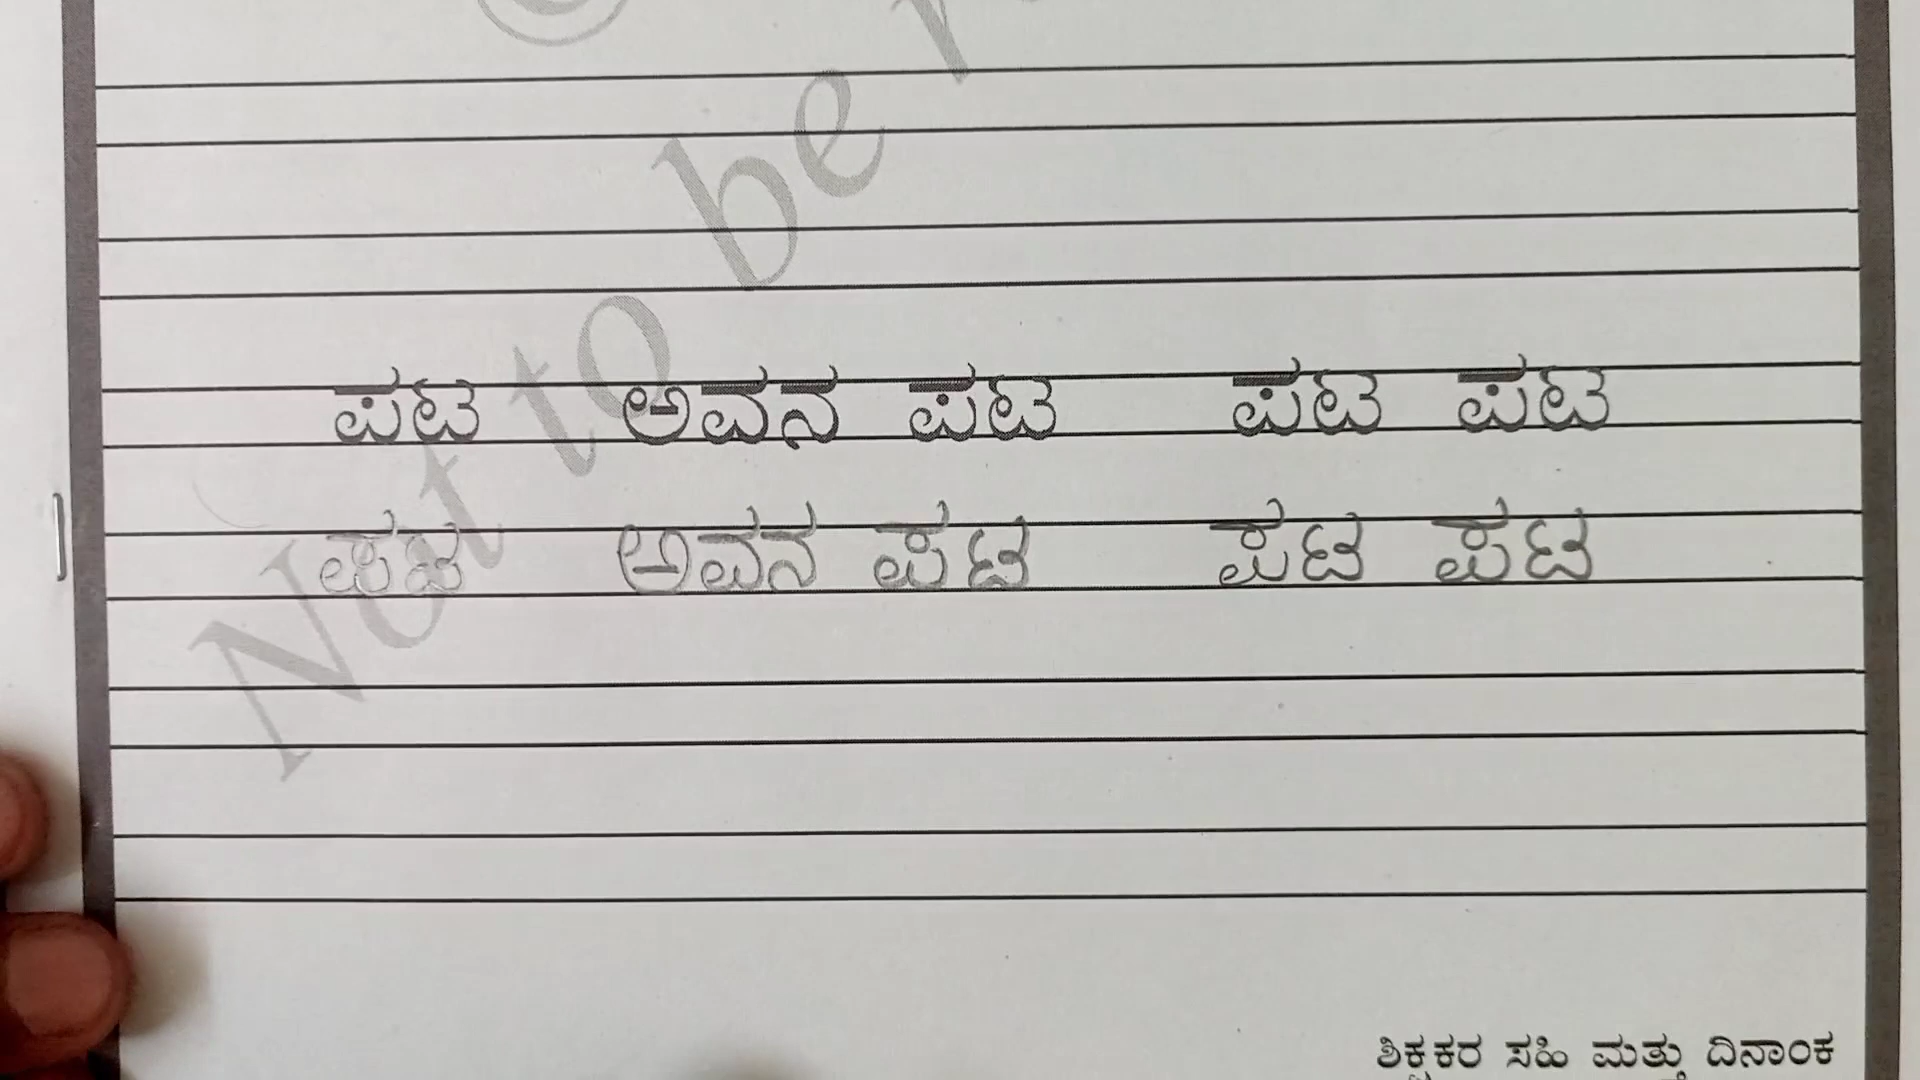 Not to be
ಪಟ ಅವನ ಪಟ ಪಟ ಪಟ
ಪಟ ಅವನ ಪಟ ಪಟ ಪಟ
ಶಿಕ್ಷಕರ ಸಹಿ ಮತ್ತು ದಿನಾಂಕ